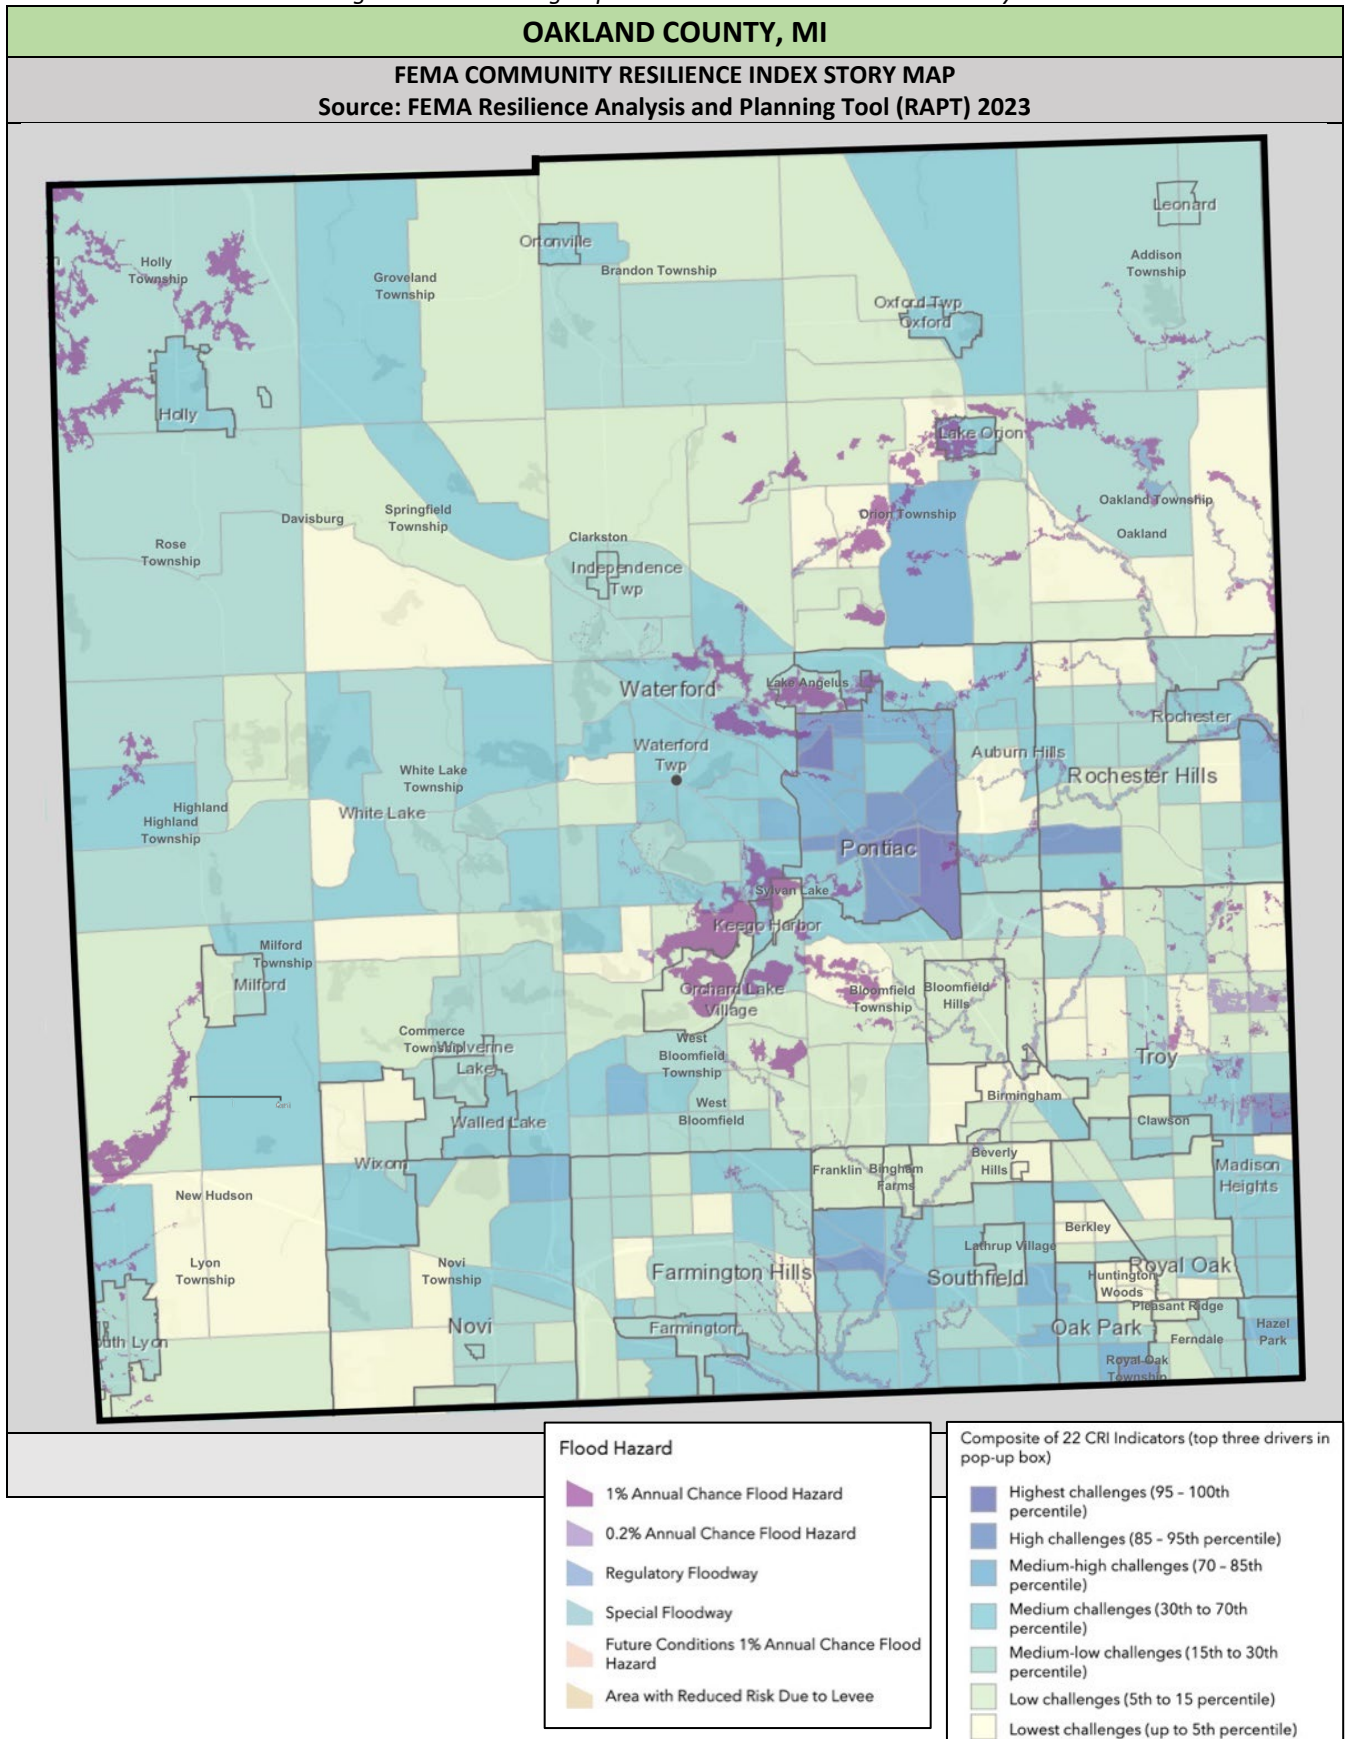 OAKLAND COUNTY, MI
FEMA COMMUNITY RESILIENCE INDEX STORY MAP
Source: FEMA Resilience Analysis and Planning Tool (RAPT) 2023
Leonard
Ortonville
Holly
Township
Groveland
Township
Brandon Township
Addison
Township
Oxford Twp
Oxford
Holly
Lake Orion
Davisburg
Springfield
Township
Orion Township
Oakland Township
Oakland
Rose
Township
Clarkston
Independence
Twp
Waterford
Lake Angelus
Rochester
Waterford
Twp
Auburn Hills
White Lake
Township
Rochester Hills
Highland
Highland
Township
White Lake
Pontiac
Sylvan Lake
Keego Harbor
Milford
Township
Milford
Orchard Lake
Village
Bloomfield
Township
Bloomfield
Hills
Commerce
Township
Wolverine
Lake
West
Bloomfield
Township
Troy
West
Bloomfield
Birmingham
Walled Lake
Clawson
Wixom
Franklin
Bingham
Farms
Beverly
Hills
Madison
Heights
New Hudson
Berkley
Lathrup Village
Lyon
Township
Novi
Township
Farmington Hills
Southfield
Royal Oak
Huntington
Woods
Pleasant Ridge
Novi
Farmington
Oak Park
Ferndale
Hazel
Park
uth Lyon
Royal Oak
Township
Flood Hazard
1% Annual Chance Flood Hazard
0.2% Annual Chance Flood Hazard
Regulatory Floodway
Special Floodway
Future Conditions 1% Annual Chance Flood
Hazard
Area with Reduced Risk Due to Levee
Composite of 22 CRI Indicators (top three drivers in
pop-up box)
Highest challenges (95 - 100th
percentile)
High challenges (85 - 95th percentile)
Medium-high challenges (70 - 85th
percentile)
Medium challenges (30th to 70th
percentile)
Medium-low challenges (15th to 30th
percentile)
Low challenges (5th to 15 percentile)
Lowest challenges (up to 5th percentile)